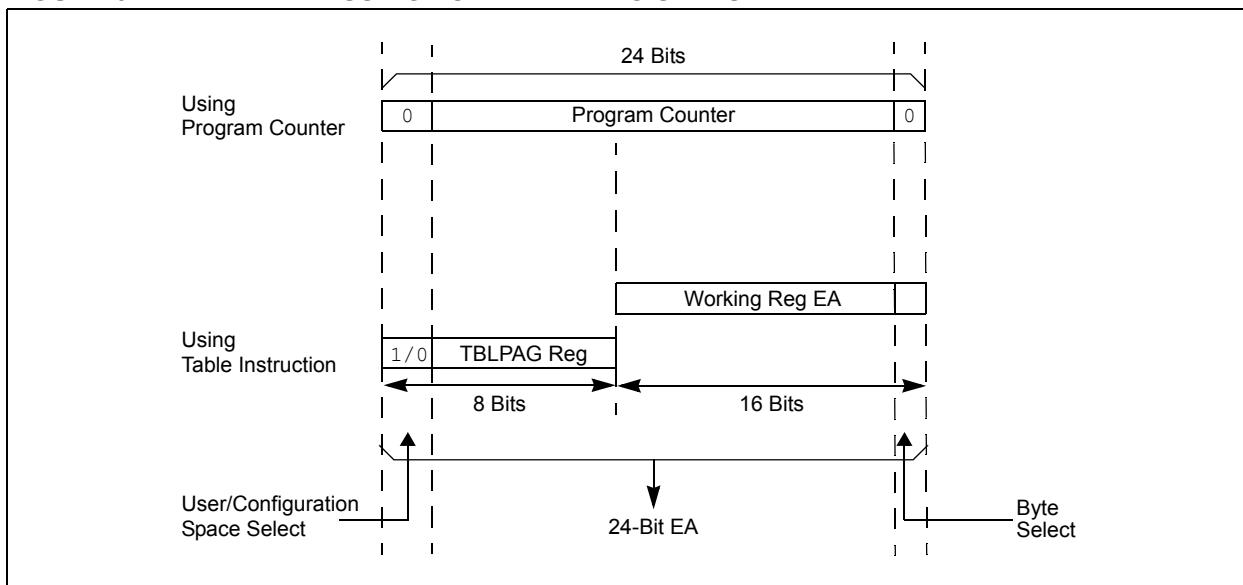 24 Bits
Using
Program Counter
0
Program Counter
0
Working Reg EA
Using
Table Instruction
1/0
TBLPAG Reg
8 Bits
16 Bits
User/Configuration
Space Select
24-Bit EA
Byte
Select